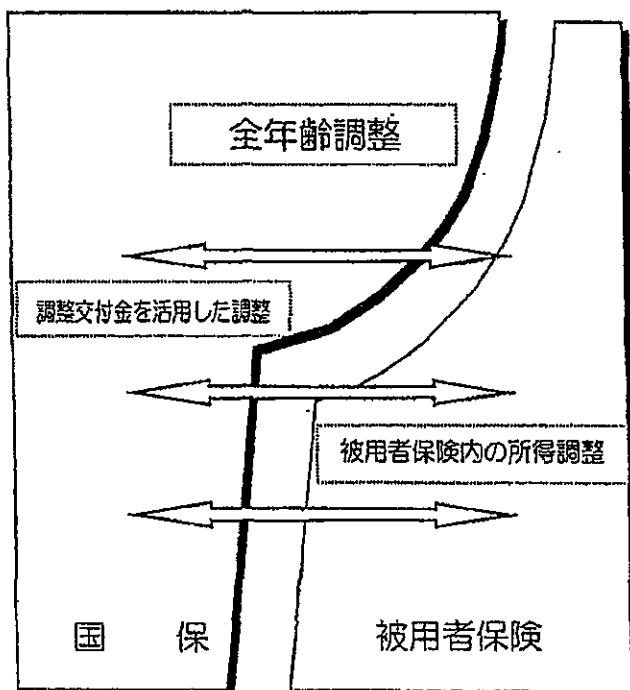 全年齢調整
調整交付金を活用した調整
被用者保険内の所得調整
国 保
被用者保険